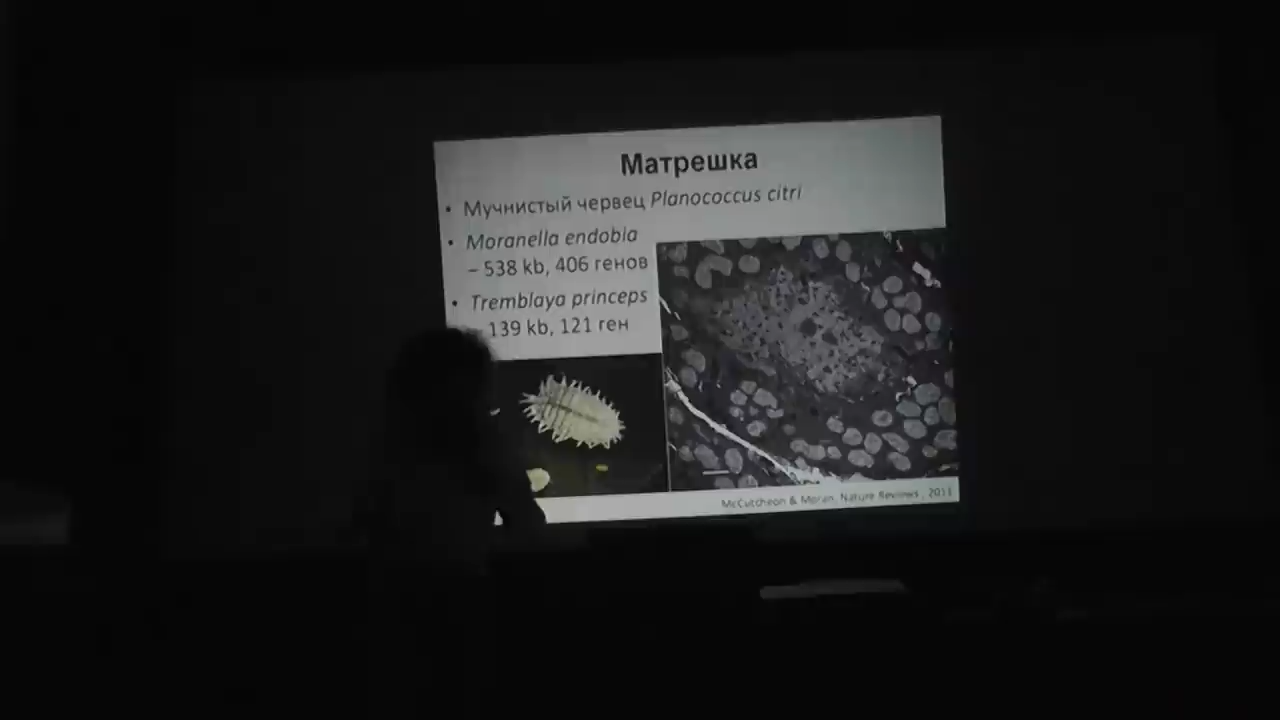 Матрешка
• Мучнистый червец Planococcus citri
• Moranella endobia
– 538 kb, 406 генов
• Tremblaya princeps
139 kb, 121 ген
McCutcheon & Moran, Nature Reviews, 2011